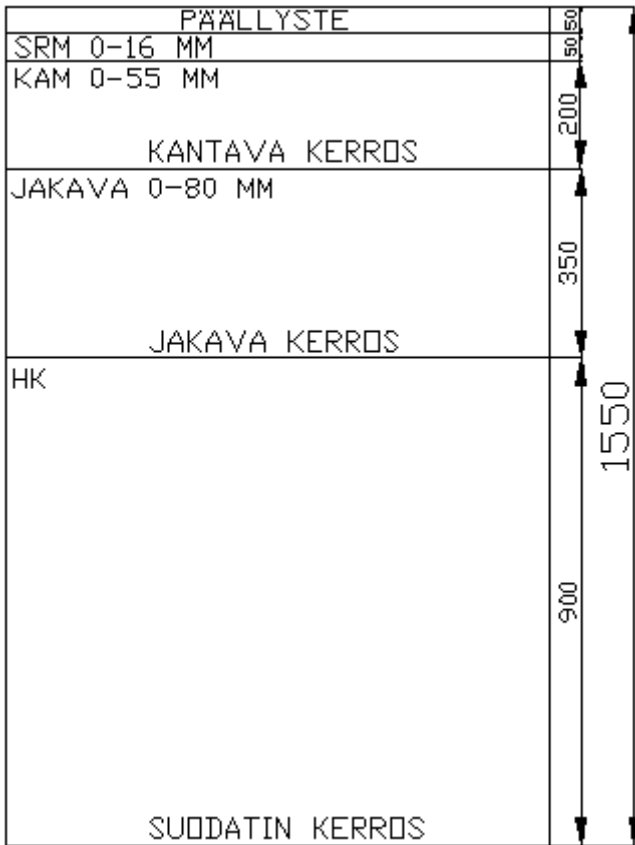 PÄÄLLYSTE
50
SRM 0-16 MM
50
KAM 0-55 MM
200
KANTAVA KERROS
JAKAVA 0-80 MM
350
JAKAVA KERROS
HK
1550
900
SUODATIN KERROS